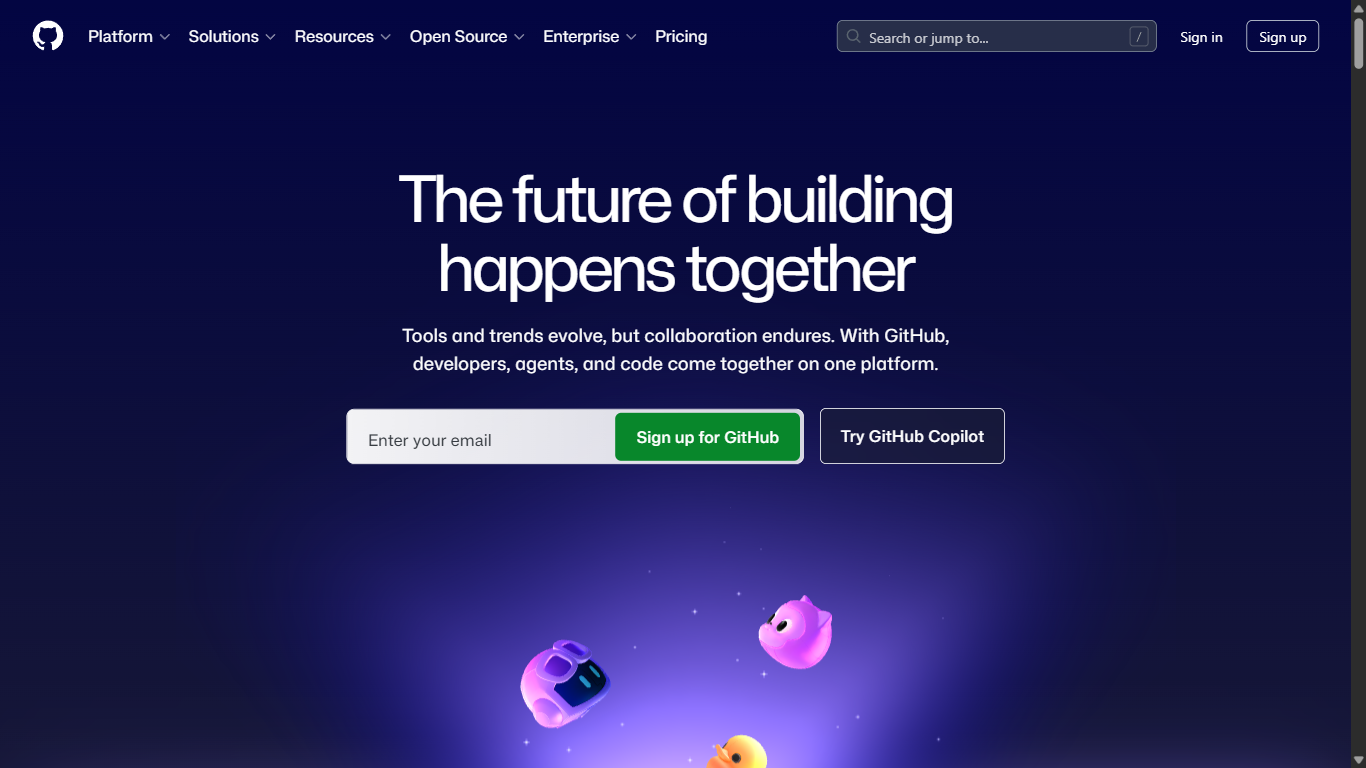 Platform Solutions Resources Open Source Enterprise Pricing Search or jump to... / Sign in Sign up
The future of building
happens together
Tools and trends evolve, but collaboration endures. With GitHub,
developers, agents, and code come together on one platform.
Enter your email Sign up for GitHub Try GitHub Copilot